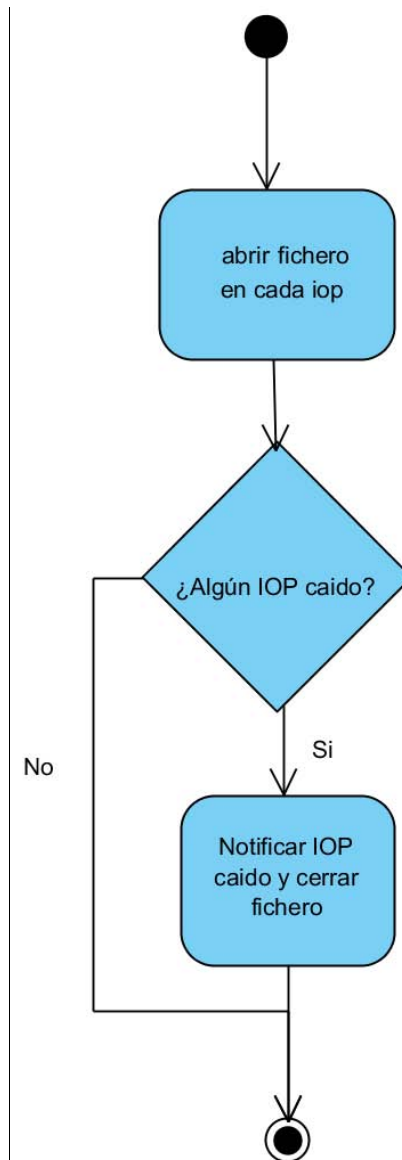 abrir fichero
en cada iop
¿Algún IOP caido?
Si
No
Notificar IOP
caido y cerrar
fichero